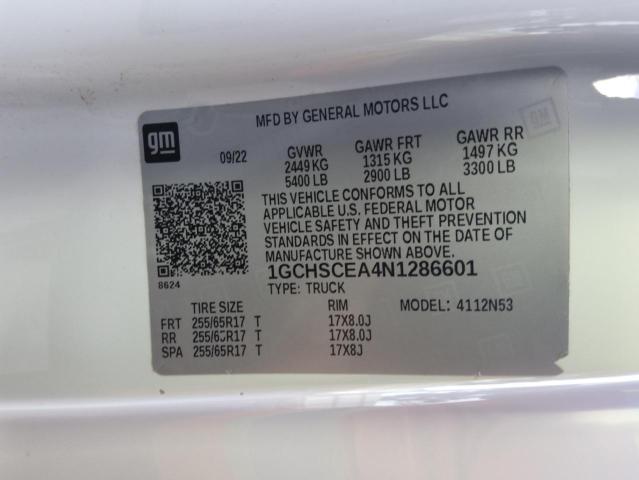 MFD BY GENERAL MOTORS LLC
gm
09/22
GVWR GAWR FRT GAWR RR
2449 KG 1315 KG 1497 KG
5400 LB 2900 LB 3300 LB
THIS VEHICLE CONFORMS TO ALL
APPLICABLE U.S. FEDERAL MOTOR
VEHICLE SAFETY AND THEFT PREVENTION
STANDARDS IN EFFECT ON THE DATE OF
MANUFACTURE SHOWN ABOVE.
1GCHSCEA4N1286601
8624
TYPE: TRUCK
TIRE SIZE RIM MODEL: 4112N53
FRT 255/65R17 T 17X8.0J
RR 255/65R17 T 17X8.0J
SPA 255/65R17 T 17X8J